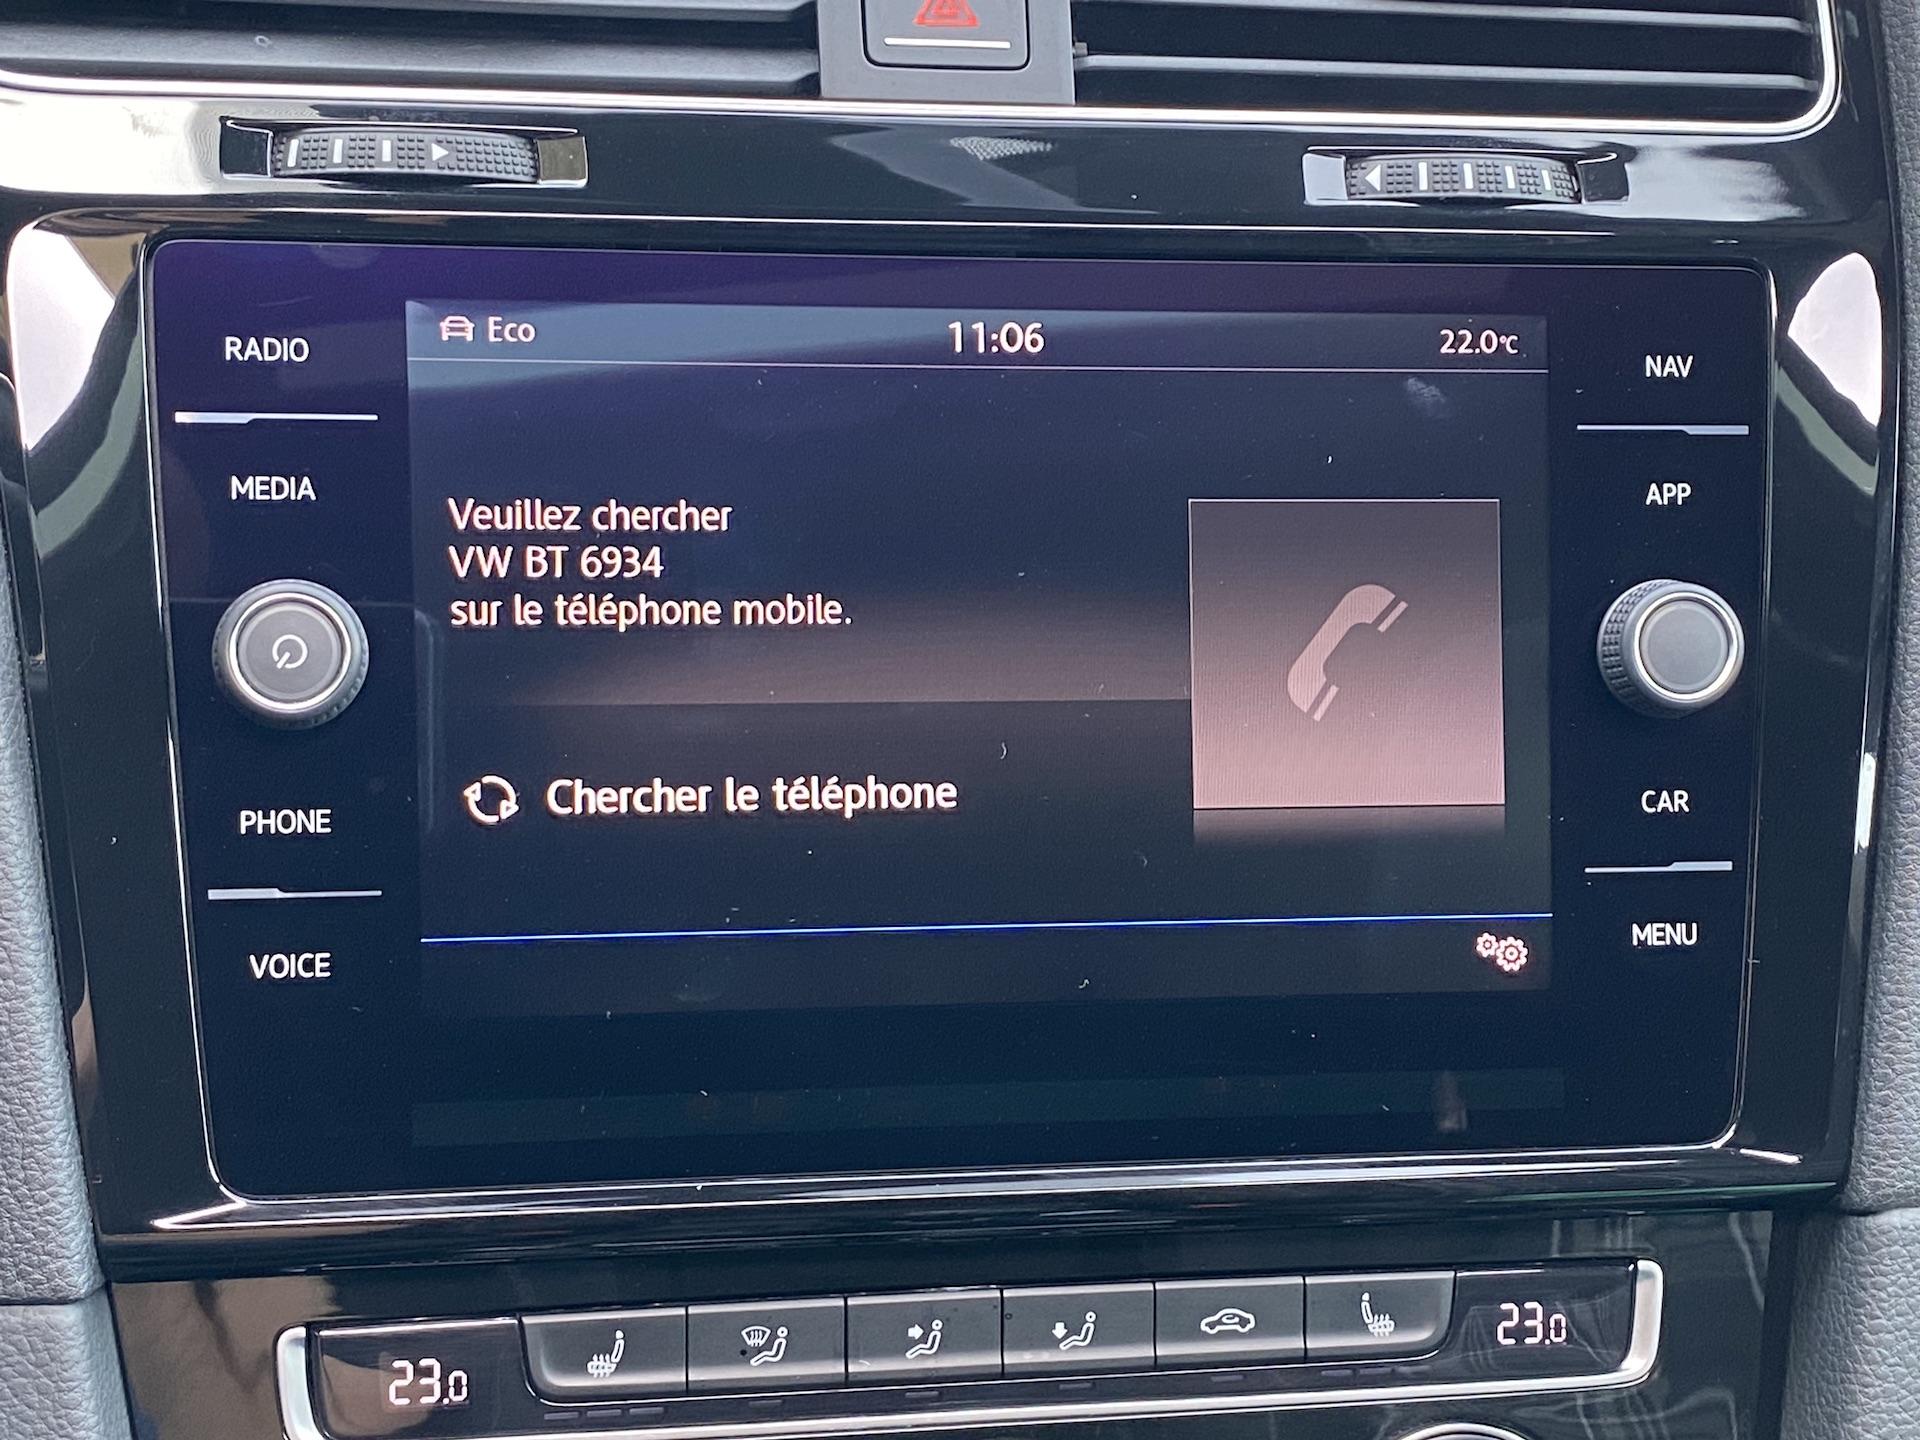 RADIO
MEDIA
PHONE
VOICE
Eco
11:06
22.0°C
Veuillez chercher
VW BT 6934
sur le téléphone mobile.
Chercher le téléphone
NAV
APP
CAR
MENU
23.0
23.0